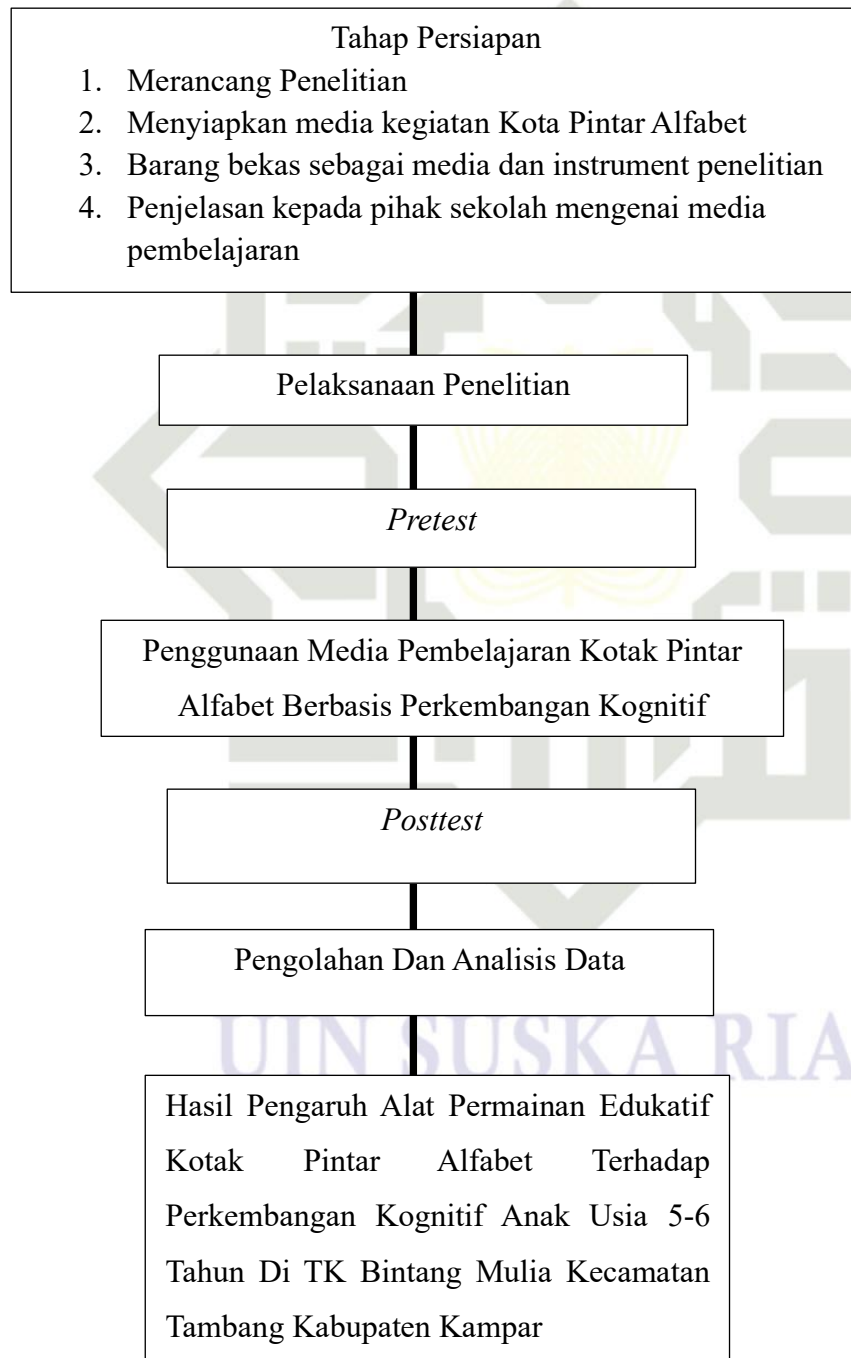 Tahap Persiapan
1. Merancang Penelitian
2. Menyiapkan media kegiatan Kota Pintar Alfabet
3. Barang bekas sebagai media dan instrument penelitian
4. Penjelasan kepada pihak sekolah mengenai media
pembelajaran
Pelaksanaan Penelitian
Pretest
Penggunaan Media Pembelajaran Kotak Pintar
Alfabet Berbasis Perkembangan Kognitif
Posttest
Pengolahan Dan Analisis Data
UIN SUSKA RIA
Hasil Pengaruh Alat Permainan Edukatif
Kotak Pintar Alfabet Terhadap
Perkembangan Kognitif Anak Usia 5-6
Tahun Di TK Bintang Mulia Kecamatan
Tambang Kabupaten Kampar